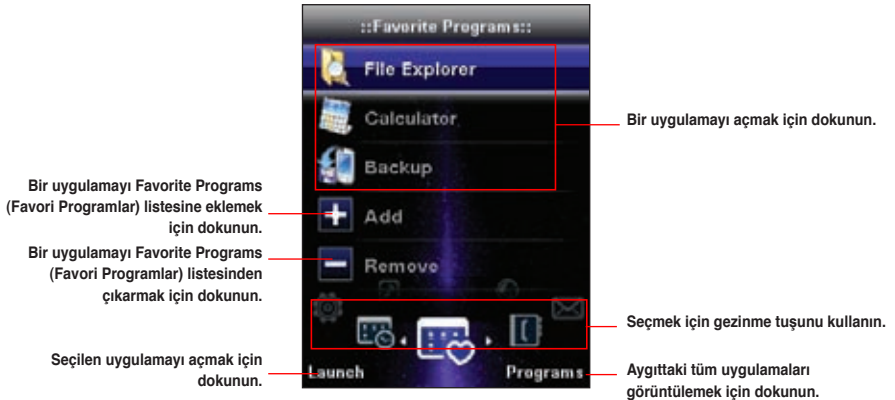 ::Favorite Programs::
File Explorer
Calculator
Backup
Add
Remove
Launch
Programs
Bir uygulamayı açmak için dokunun.
Bir uygulamayı Favorite Programs
(Favori Programlar) listesine eklemek
için dokunun.
Bir uygulamayı Favorite Programs
(Favori Programlar) listesinden
çıkarmak için dokunun.
Seçmek için gezinme tuşunu kullanın.
Seçilen uygulamayı açmak için
dokunun.
Aygıttaki tüm uygulamaları
görüntülemek için dokunun.